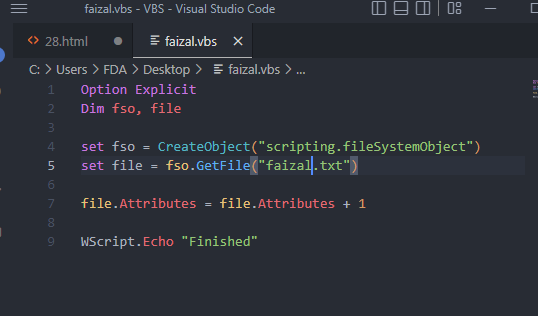 faizal.vbs - VBS - Visual Studio Code
28.html faizal.vbs
C: > Users > FDA > Desktop > faizal.vbs > ...
1 Option Explicit
2 Dim fso, file
3
4 set fso = CreateObject("scripting.fileSystemObject")
5 set file = fso.GetFile("faizal.txt")
6
7 file.Attributes = file.Attributes + 1
8
9 WScript.Echo "Finished"